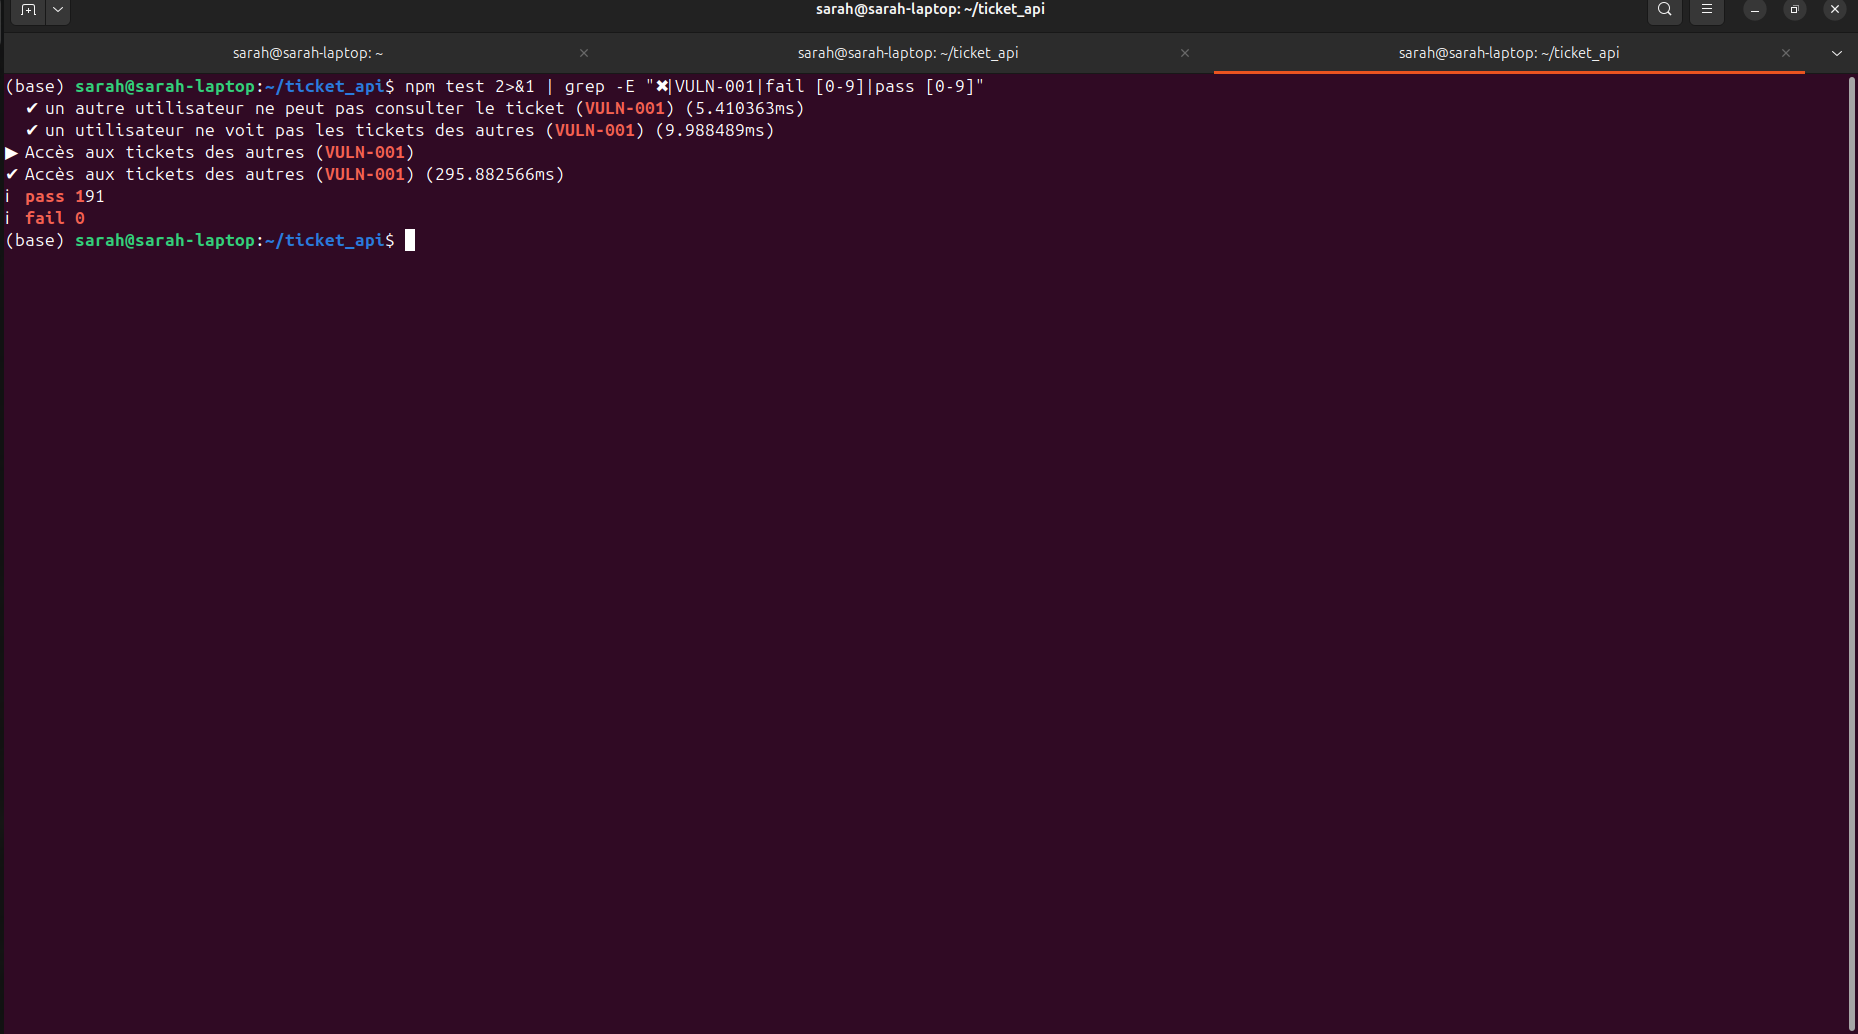 sarah@sarah-laptop: ~/ticket_api
sarah@sarah-laptop: ~
sarah@sarah-laptop: ~/ticket_api
sarah@sarah-laptop: ~/ticket_api
(base) sarah@sarah-laptop:~/ticket_api$ npm test 2>&1 | grep -E "✖|VULN-001|fail [0-9]|pass [0-9]"
✔ un autre utilisateur ne peut pas consulter le ticket (VULN-001) (5.410363ms)
✔ un utilisateur ne voit pas les tickets des autres (VULN-001) (9.988489ms)
▶ Accès aux tickets des autres (VULN-001)
✔ Accès aux tickets des autres (VULN-001) (295.882566ms)
ℹ pass 191
ℹ fail 0
(base) sarah@sarah-laptop:~/ticket_api$